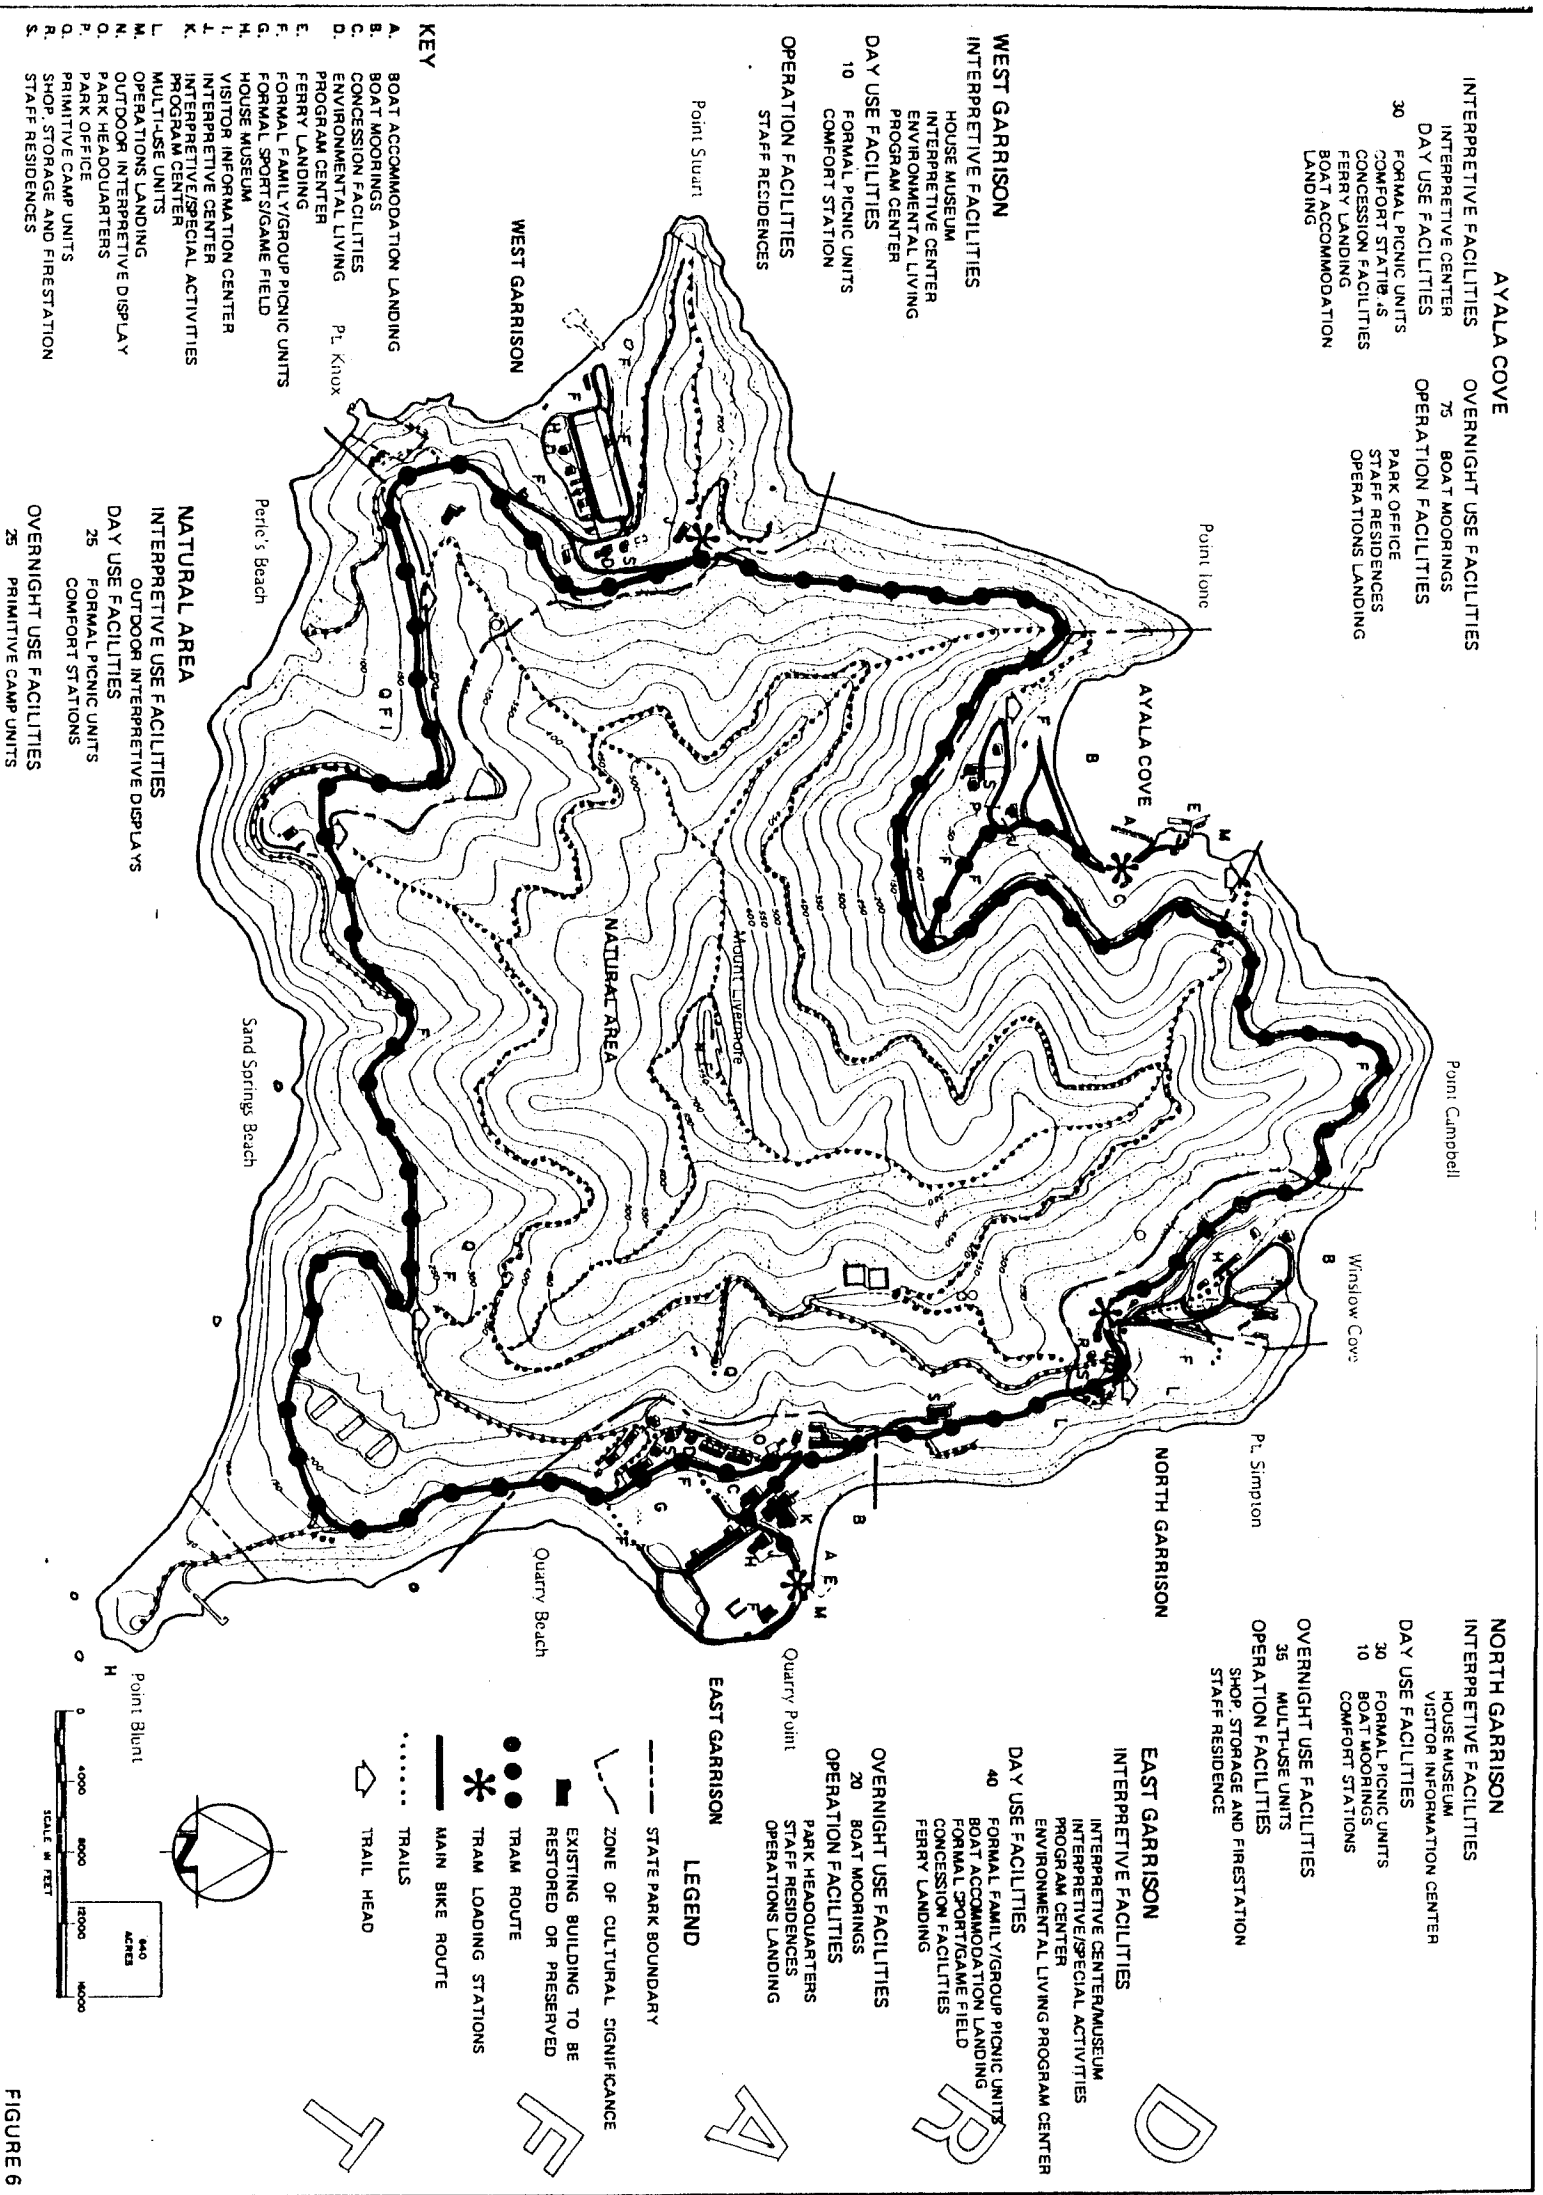 AYALA COVE
INTERPRETIVE FACILITIES
INTERPRETIVE CENTER
DAY USE FACILITIES
30 FORMAL PICNIC UNITS
COMFORT STATIONS
CONCESSION FACILITIES
FERRY LANDING
BOAT ACCOMMODATION
LANDING
OVERNIGHT USE FACILITIES
75 BOAT MOORINGS
OPERATION FACILITIES
PARK OFFICE
STAFF RESIDENCES
OPERATIONS LANDING
NORTH GARRISON
INTERPRETIVE FACILITIES
HOUSE MUSEUM
VISITOR INFORMATION CENTER
DAY USE FACILITIES
30 FORMAL PICNIC UNITS
10 BOAT MOORINGS
COMFORT STATIONS
OVERNIGHT USE FACILITIES
35 MULTI-USE UNITS
OPERATION FACILITIES
SHOP, STORAGE AND FIRESTATION
STAFF RESIDENCE
WEST GARRISON
INTERPRETIVE FACILITIES
HOUSE MUSEUM
INTERPRETIVE CENTER
ENVIRONMENTAL LIVING
PROGRAM CENTER
DAY USE FACILITIES
10 FORMAL PICNIC UNITS
COMFORT STATION
OPERATION FACILITIES
STAFF RESIDENCES
EAST GARRISON
INTERPRETIVE FACILITIES
INTERPRETIVE CENTER/MUSEUM
INTERPRETIVE/SPECIAL ACTIVITIES
PROGRAM CENTER
ENVIRONMENTAL LIVING PROGRAM CENTER
DAY USE FACILITIES
40 FORMAL FAMILY/GROUP PICNIC UNITS
BOAT ACCOMMODATION LANDING
FORMAL SPORT/GAME FIELD
CONCESSION FACILITIES
FERRY LANDING
OVERNIGHT USE FACILITIES
20 BOAT MOORINGS
OPERATION FACILITIES
PARK HEADQUARTERS
STAFF RESIDENCES
OPERATIONS LANDING
Point Ione
AYALA COVE
Point Campbell
Winslow Cove
Pt. Simpton
NORTH GARRISON
Point Stuart
WEST GARRISON
Pt. Knox
Perle's Beach
Mount Livermore
NATURAL AREA
Sand Springs Beach
Quarry Beach
Quarry Point
EAST GARRISON
Point Blunt
KEY
A. BOAT ACCOMMODATION LANDING
B. BOAT MOORINGS
C. CONCESSION FACILITIES
D. ENVIRONMENTAL LIVING
PROGRAM CENTER
E. FERRY LANDING
F. FORMAL FAMILY/GROUP PICNIC UNITS
G. FORMAL SPORTS/GAME FIELD
H. HOUSE MUSEUM
I. VISITOR INFORMATION CENTER
J. INTERPRETIVE CENTER
K. INTERPRETIVE/SPECIAL ACTIVITIES
PROGRAM CENTER
L. MULTI-USE UNITS
M. OPERATIONS LANDING
N. OUTDOOR INTERPRETIVE DISPLAY
O. PARK HEADQUARTERS
P. PARK OFFICE
Q. PRIMITIVE CAMP UNITS
R. SHOP, STORAGE AND FIRESTATION
S. STAFF RESIDENCES
NATURAL AREA
INTERPRETIVE USE FACILITIES
OUTDOOR INTERPRETIVE DISPLAYS
DAY USE FACILITIES
25 FORMAL PICNIC UNITS
COMFORT STATIONS
OVERNIGHT USE FACILITIES
25 PRIMITIVE CAMP UNITS
LEGEND
STATE PARK BOUNDARY
ZONE OF CULTURAL SIGNIFICANCE
EXISTING BUILDING TO BE
RESTORED OR PRESERVED
TRAM ROUTE
TRAM LOADING STATIONS
MAIN BIKE ROUTE
TRAILS
TRAIL HEAD
N
0 4000 8000 12000 16000
SCALE IN FEET
640
ACRES
DRAFT
FIGURE 6